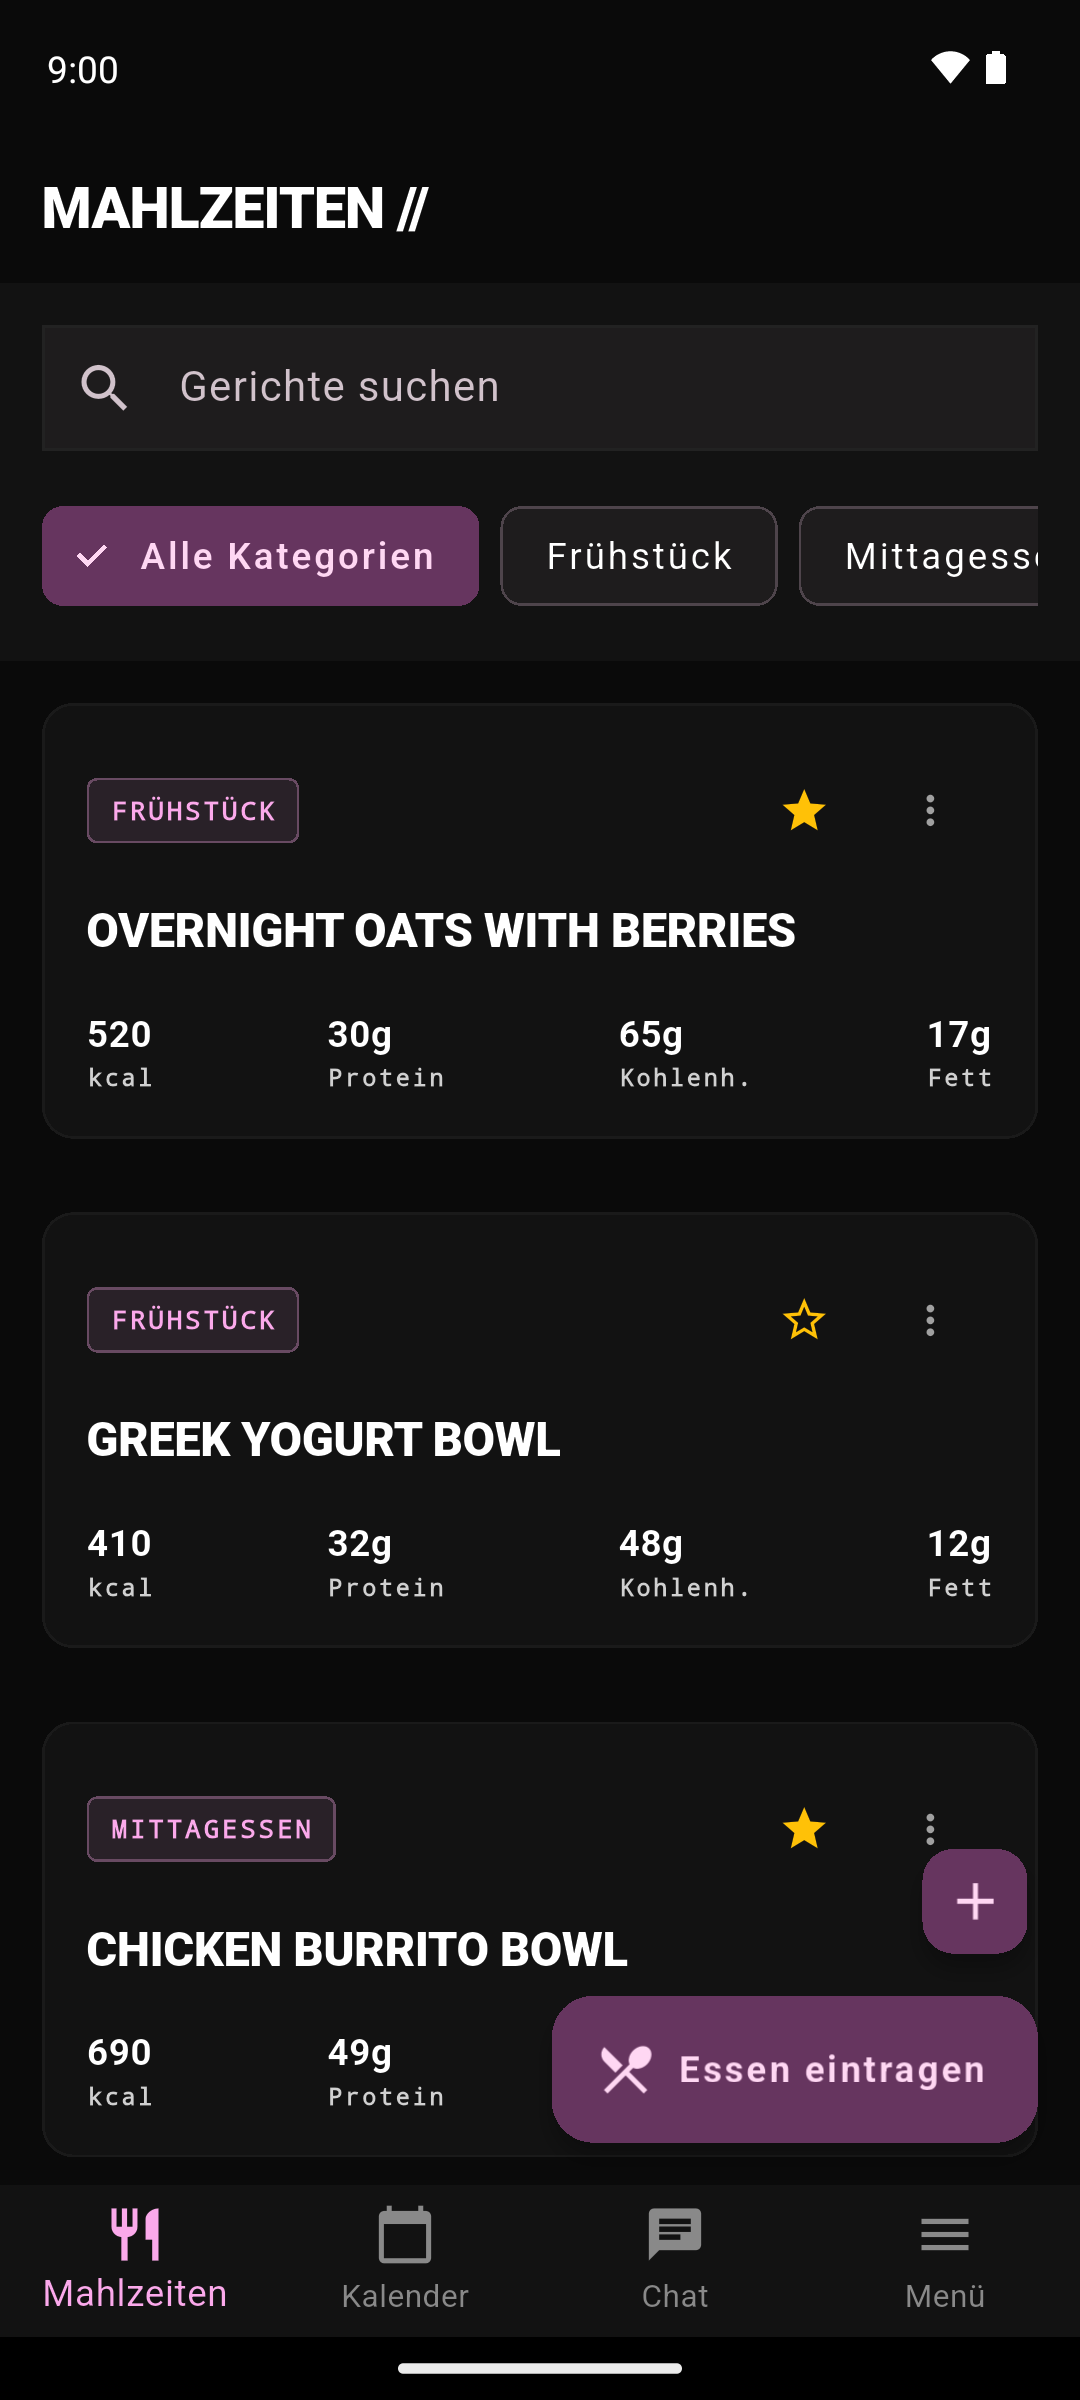 9:00
MAHLZEITEN //
Gerichte suchen
Alle Kategorien Frühstück
FRÜHSTÜCK
OVERNIGHT OATS WITH BERRIES
520 30g 65g 17g
kcal Protein Kohlenh. Fett
FRÜHSTÜCK
GREEK YOGURT BOWL
410 32g 48g 12g
kcal Protein Kohlenh. Fett
MITTAGESSEN
CHICKEN BURRITO BOWL
690 49g
kcal Protein
Essen eintragen
Mahlzeiten Kalender Chat Menü